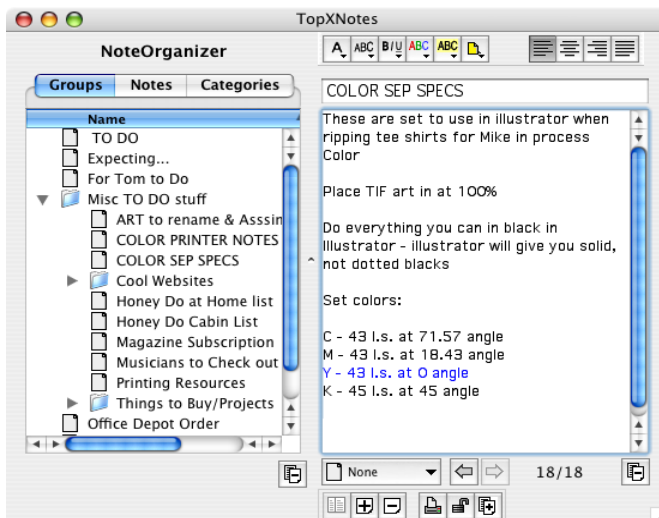 TopXNotes
NoteOrganizer
Groups Notes Categories
Name
TO DO
Expecting...
For Tom to Do
Misc TO DO stuff
ART to rename & Asssin
COLOR PRINTER NOTES
COLOR SEP SPECS
Cool Websites
Honey Do at Home list
Honey Do Cabin List
Magazine Subscription
Musicians to Check out
Printing Resources
Things to Buy/Projects
Office Depot Order
A ABC B/U ABC ABC
COLOR SEP SPECS
These are set to use in illustrator when
ripping tee shirts for Mike in process
Color
Place TIF art in at 100%
Do everything you can in black in
Illustrator - illustrator will give you solid,
not dotted blacks
Set colors:
C - 43 l.s. at 71.57 angle
M - 43 l.s. at 18.43 angle
Y - 43 l.s. at 0 angle
K - 45 l.s. at 45 angle
None
18/18